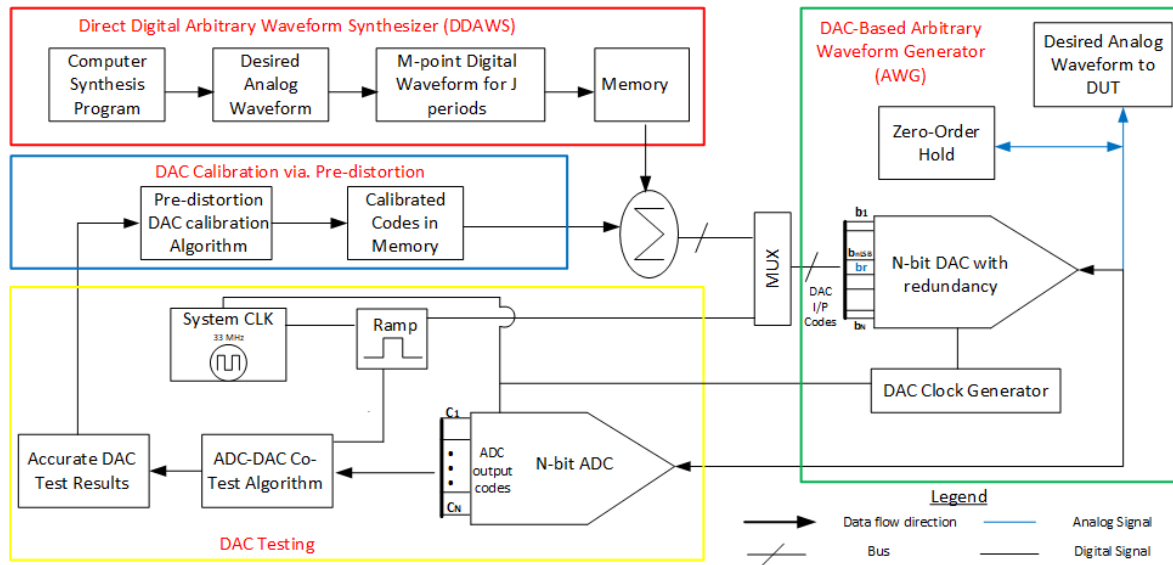 Direct Digital Arbitrary Waveform Synthesizer (DDAWS)
Computer
Synthesis
Program
Desired
Analog
Waveform
M-point Digital
Waveform for J
periods
Memory
DAC-Based Arbitrary
Waveform Generator
(AWG)
Desired Analog
Waveform to
DUT
Zero-Order
Hold
DAC Calibration via. Pre-distortion
Pre-distortion
DAC calibration
Algorithm
Calibrated
Codes in
Memory
∑
MUX
DAC
I/P
Codes
b1
bnLSB
br
bN
N-bit DAC with
redundancy
DAC Clock Generator
System CLK
33 MHz
Ramp
C1
ADC
output
codes
CN
N-bit ADC
Accurate DAC
Test Results
ADC-DAC Co-
Test Algorithm
DAC Testing
Legend
Data flow direction
Analog Signal
Bus
Digital Signal